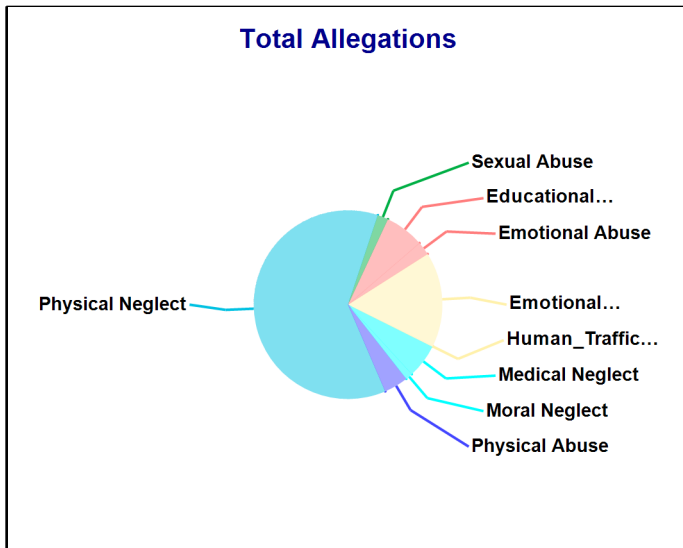 Total Allegations
Sexual Abuse
Educational…
Emotional Abuse
Physical Neglect
Emotional…
Human_Traffic…
Medical Neglect
Moral Neglect
Physical Abuse